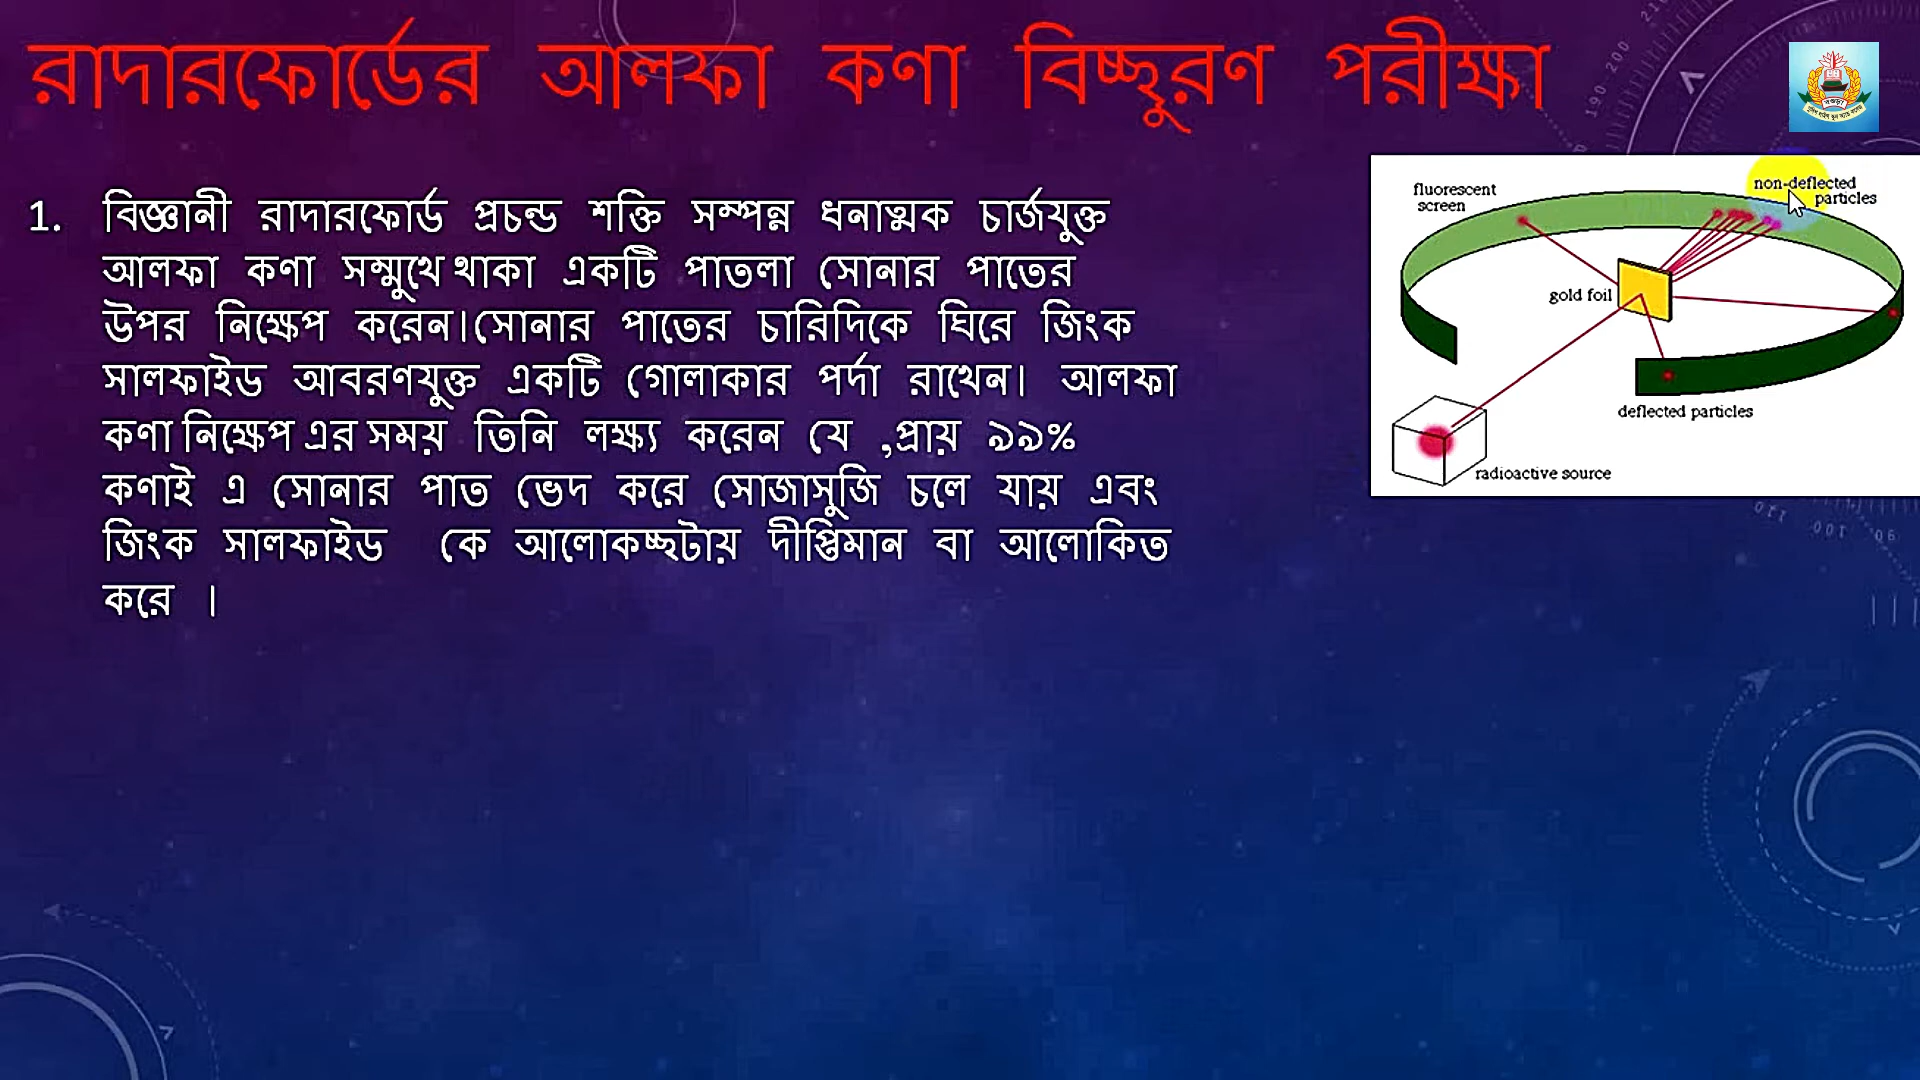 রাদারফোর্ডের আলফা কণা বিচ্ছুরণ পরীক্ষা
1. বিজ্ঞানী রাদারফোর্ড প্রচন্ড শক্তি সম্পন্ন ধনাত্মক চার্জযুক্ত
আলফা কণা সম্মুখে থাকা একটি পাতলা সোনার পাতের
উপর নিক্ষেপ করেন।সোনার পাতের চারিদিকে ঘিরে জিংক
সালফাইড আবরণযুক্ত একটি গোলাকার পর্দা রাখেন। আলফা
কণা নিক্ষেপ এর সময় তিনি লক্ষ্য করেন যে ,প্রায় ৯৯%
কণাই এ সোনার পাত ভেদ করে সোজাসুজি চলে যায় এবং
জিংক সালফাইড কে আলোকচ্ছটায় দীপ্তিমান বা আলোকিত
করে ।
fluorescent
screen
non-deflected
particles
gold foil
deflected particles
radioactive source